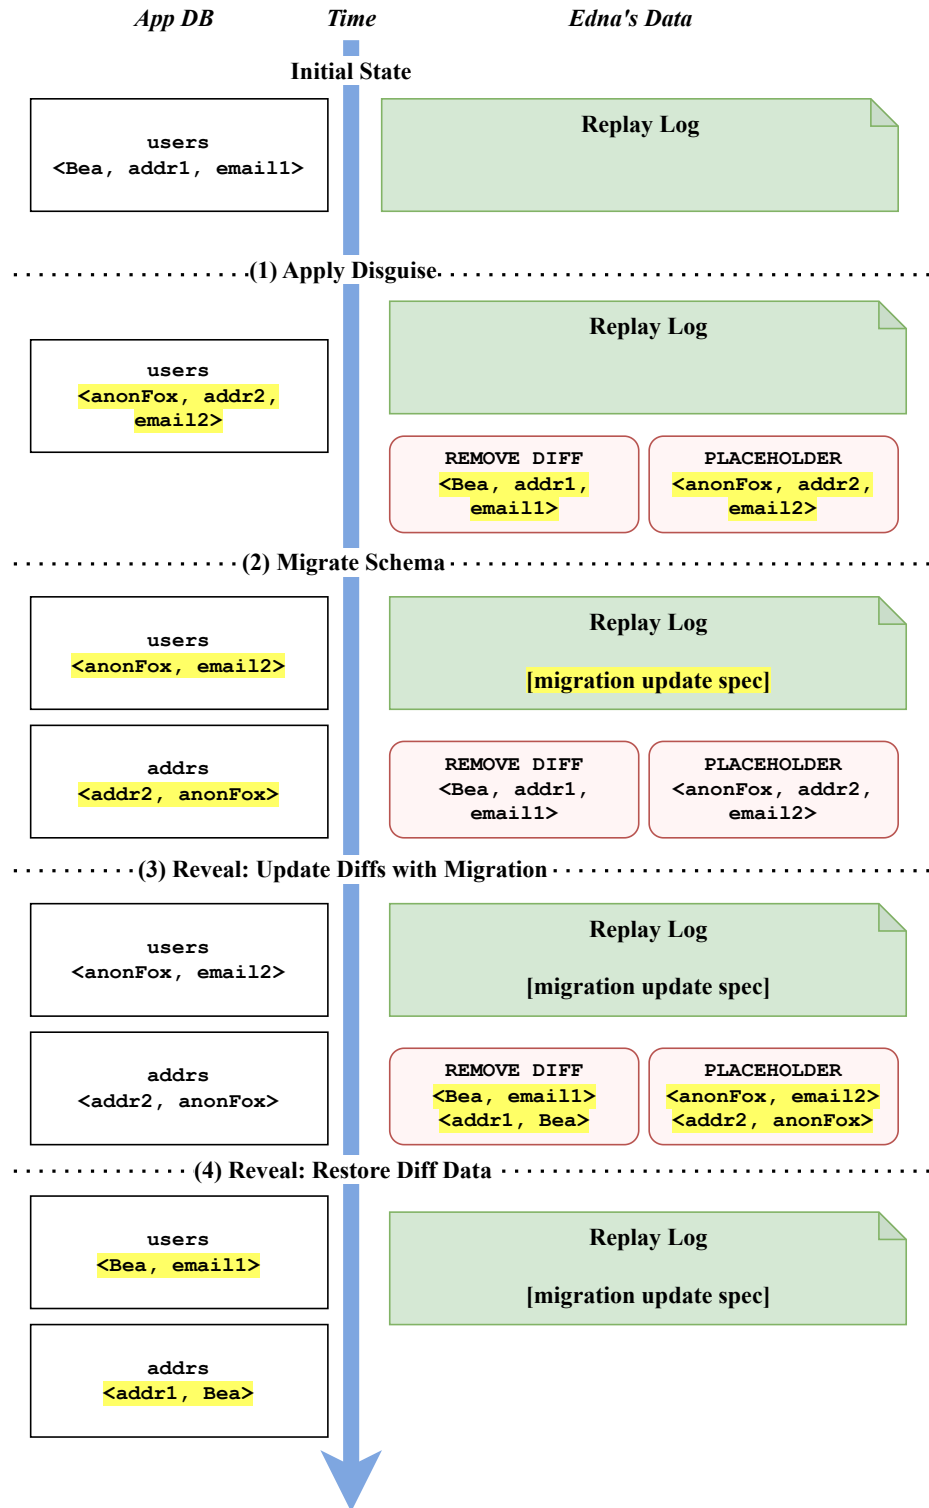 App DB
Time
Edna's Data
Initial State
users
<Bea, addr1, email1>
Replay Log
(1) Apply Disguise
users
<anonFox, addr2,
email2>
Replay Log
REMOVE DIFF
<Bea, addr1,
email1>
PLACEHOLDER
<anonFox, addr2,
email2>
(2) Migrate Schema
users
<anonFox, email2>
Replay Log
[migration update spec]
addrs
<addr2, anonFox>
REMOVE DIFF
<Bea, addr1,
email1>
PLACEHOLDER
<anonFox, addr2,
email2>
(3) Reveal: Update Diffs with Migration
users
<anonFox, email2>
Replay Log
[migration update spec]
addrs
<addr2, anonFox>
REMOVE DIFF
<Bea, email1>
<addr1, Bea>
PLACEHOLDER
<anonFox, email2>
<addr2, anonFox>
(4) Reveal: Restore Diff Data
users
<Bea, email1>
Replay Log
[migration update spec]
addrs
<addr1, Bea>